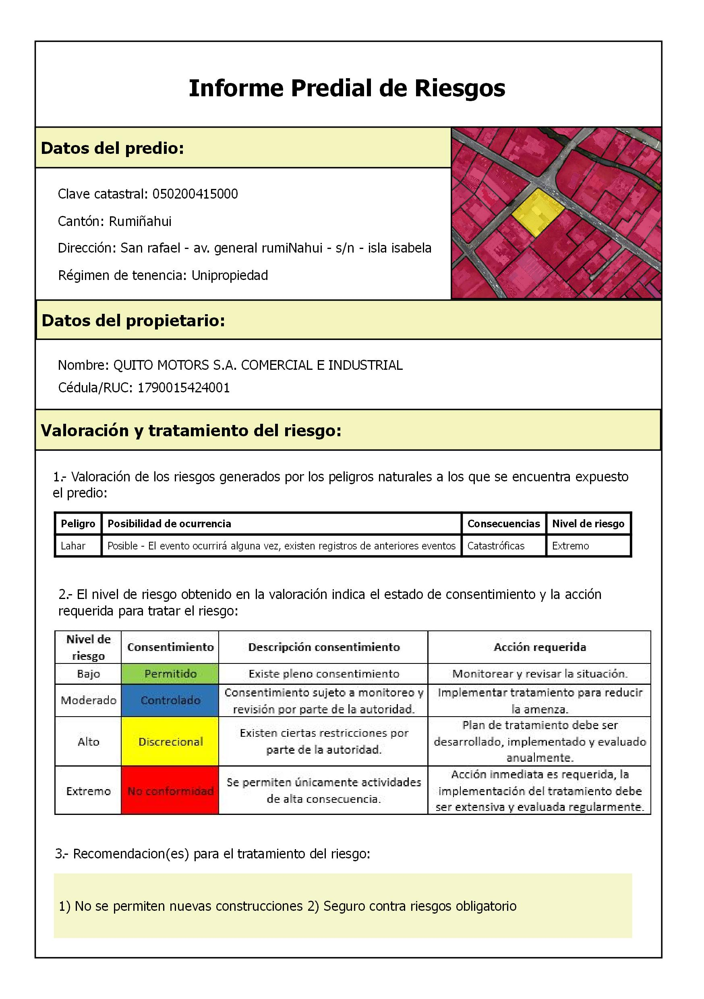 Informe Predial de Riesgos
Datos del predio:
Clave catastral: 050200415000
Cantón: Rumiñahui
Dirección: San rafael - av. general rumiNahui - s/n - isla isabela
Régimen de tenencia: Unipropiedad
Datos del propietario:
Nombre: QUITO MOTORS S.A. COMERCIAL E INDUSTRIAL
Cédula/RUC: 1790015424001
Valoración y tratamiento del riesgo:
1.- Valoración de los riesgos generados por los peligros naturales a los que se encuentra expuesto
el predio:
Peligro Posibilidad de ocurrencia Consecuencias Nivel de riesgo
Lahar Posible - El evento ocurrirá alguna vez, existen registros de anteriores eventos Catastróficas Extremo
2.- El nivel de riesgo obtenido en la valoración indica el estado de consentimiento y la acción
requerida para tratar el riesgo:
Nivel de
riesgo
Consentimiento
Descripción consentimiento
Acción requerida
Bajo
Permitido
Existe pleno consentimiento
Monitorear y revisar la situación.
Moderado
Controlado
Consentimiento sujeto a monitoreo y
revisión por parte de la autoridad.
Implementar tratamiento para reducir
la amenza.
Alto
Discrecional
Existen ciertas restricciones por
parte de la autoridad.
Plan de tratamiento debe ser
desarrollado, implementado y evaluado
anualmente.
Extremo
No conformidad
Se permiten únicamente actividades
de alta consecuencia.
Acción inmediata es requerida, la
implementación del tratamiento debe
ser extensiva y evaluada regularmente.
3.- Recomendacion(es) para el tratamiento del riesgo:
1) No se permiten nuevas construcciones 2) Seguro contra riesgos obligatorio